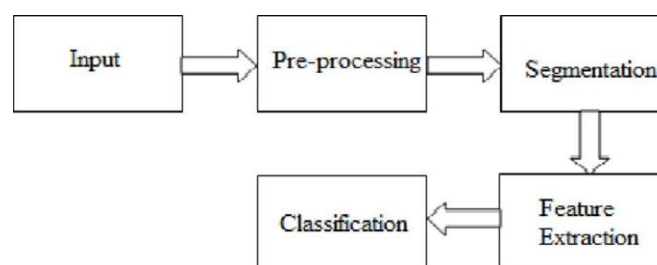 Input
Pre-processing
Segmentation
Feature
Extraction
Classification